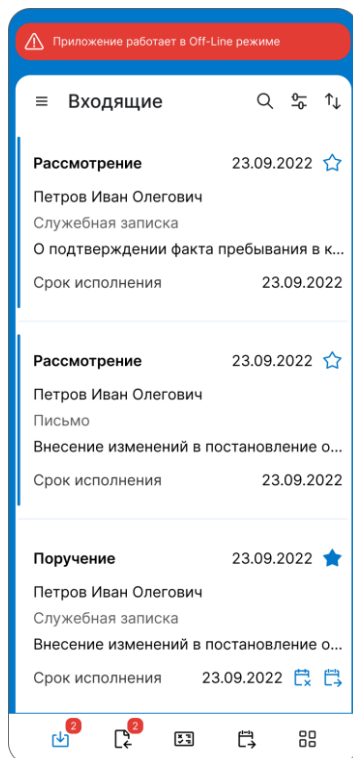 Приложение работает в Off-Line режиме
Входящие
Рассмотрение 23.09.2022
Петров Иван Олегович
Служебная записка
О подтверждении факта пребывания в к...
Срок исполнения 23.09.2022
Рассмотрение 23.09.2022
Петров Иван Олегович
Письмо
Внесение изменений в постановление о...
Срок исполнения 23.09.2022
Поручение 23.09.2022
Петров Иван Олегович
Служебная записка
Внесение изменений в постановление о...
Срок исполнения 23.09.2022
2 2